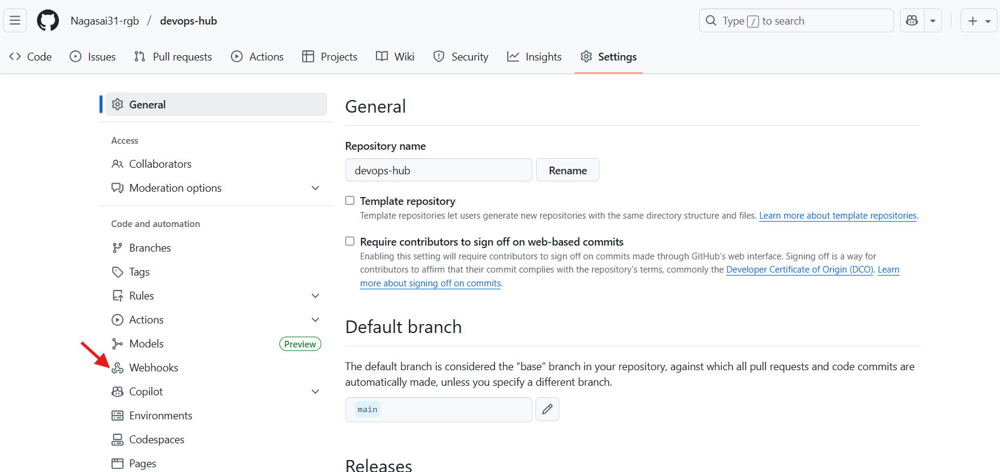 Nagasai31-rgb / devops-hub
Type / to search
Code Issues Pull requests Actions Projects Wiki Security Insights Settings
General
Access
Collaborators
Moderation options
Code and automation
Branches
Tags
Rules
Actions
Models Preview
Webhooks
Copilot
Environments
Codespaces
Pages
General
Repository name
devops-hub Rename
Template repository
Template repositories let users generate new repositories with the same directory structure and files. Learn more about template repositories.
Require contributors to sign off on web-based commits
Enabling this setting will require contributors to sign off on commits made through GitHub's web interface. Signing off is a way for
contributors to affirm that their commit complies with the repository's terms, commonly the Developer Certificate of Origin (DCO). Learn
more about signing off on commits.
Default branch
The default branch is considered the “base” branch in your repository, against which all pull requests and code commits are
automatically made, unless you specify a different branch.
main
Releases